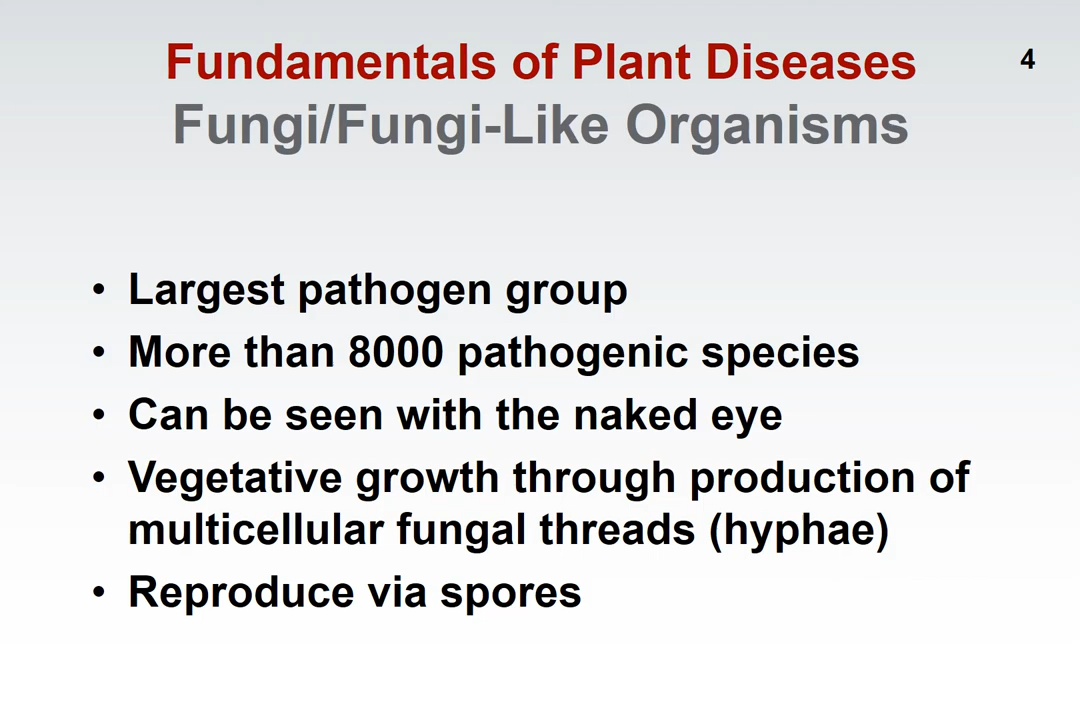 Fundamentals of Plant Diseases
4
Fungi/Fungi-Like Organisms
• Largest pathogen group
• More than 8000 pathogenic species
• Can be seen with the naked eye
• Vegetative growth through production of
multicellular fungal threads (hyphae)
• Reproduce via spores